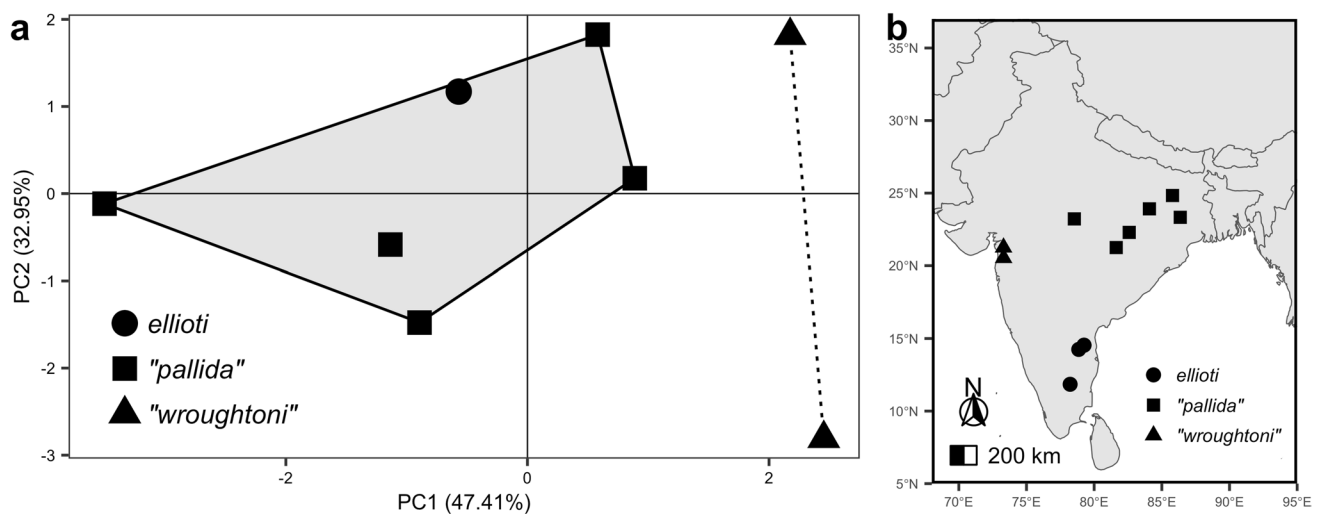 a
2
1
0
-1
-2
-3
PC2 (32.95%)
ellioti
"pallida"
"wroughtoni"
-2
0
2
PC1 (47.41%)
b
35°N
30°N
25°N
20°N
15°N
10°N
5°N
ellioti
"pallida"
"wroughtoni"
N
200 km
70°E 75°E 80°E 85°E 90°E 95°E